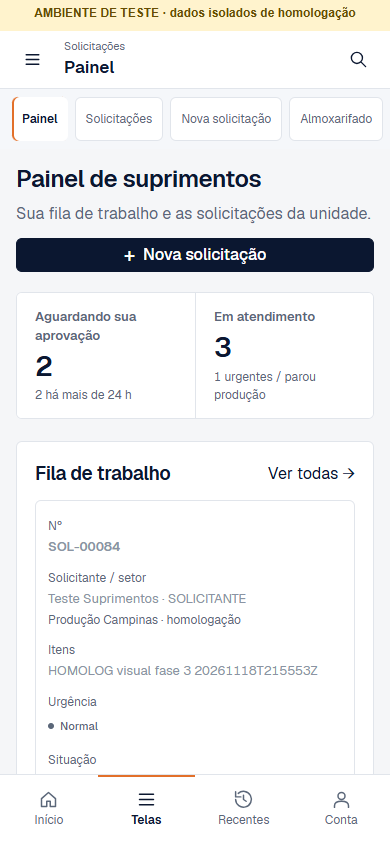 AMBIENTE DE TESTE · dados isolados de homologação
Solicitações
Painel
Painel
Solicitações
Nova solicitação
Almoxarifado
Painel de suprimentos
Sua fila de trabalho e as solicitações da unidade.
+ Nova solicitação
Aguardando sua
aprovação
2
2 há mais de 24 h
Em atendimento
3
1 urgentes / parou
produção
Fila de trabalho
Ver todas →
Nº
SOL-00084
Solicitante / setor
Teste Suprimentos · SOLICITANTE
Produção Campinas · homologação
Itens
HOMOLOG visual fase 3 20261118T215553Z
Urgência
Normal
Situação
Início
Telas
Recentes
Conta